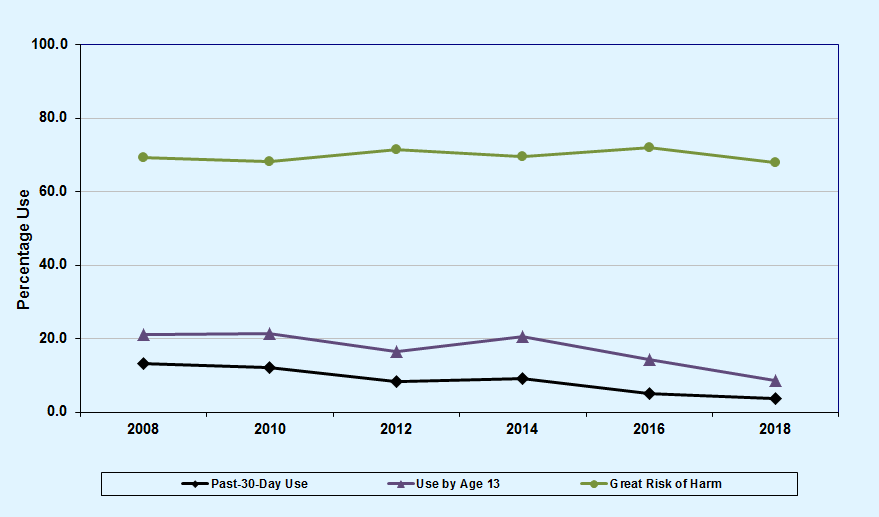 100.0
80.0
60.0
40.0
20.0
0.0
Percentage Use
2008 2010 2012 2014 2016 2018
Past-30-Day Use Use by Age 13 Great Risk of Harm